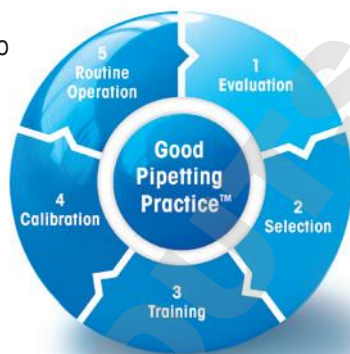 1
Evaluation
2
Selection
3
Training
4
Calibration
5
Routine
Operation
Good
Pipetting
Practice™